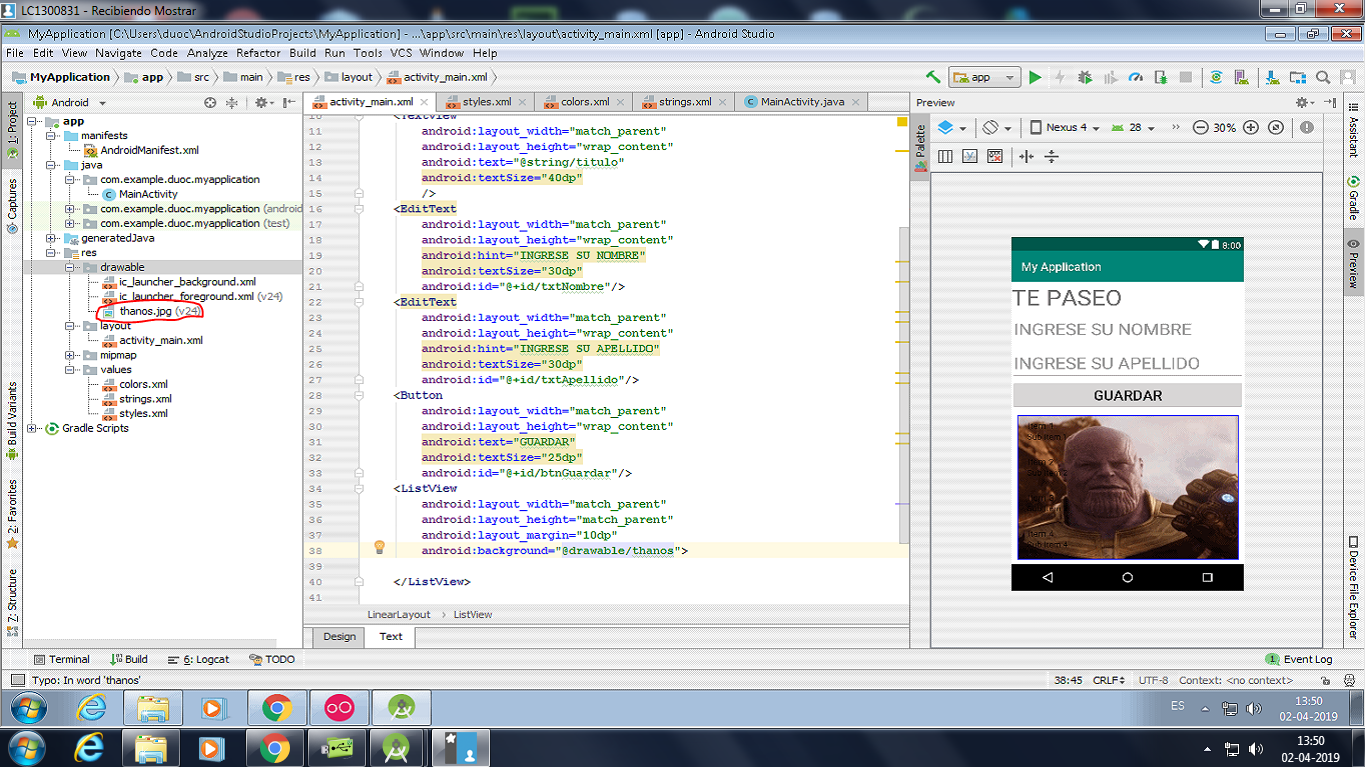 LC1300831 - Recibiendo Mostrar
MyApplication [C:\Users\duoc\AndroidStudioProjects\MyApplication] - ...\app\src\main\res\layout\activity_main.xml [app] - Android Studio
File Edit View Navigate Code Analyze Refactor Build Run Tools VCS Window Help
MyApplication app src main res layout activity_main.xml
app
Android
1: Project
Captures
Build Variants
2: Favorites
7: Structure
app
manifests
AndroidManifest.xml
java
com.example.duoc.myapplication
MainActivity
com.example.duoc.myapplication (android
com.example.duoc.myapplication (test)
generatedJava
res
drawable
ic_launcher_background.xml
ic_launcher_foreground.xml (v24)
thanos.jpg (v24)
layout
activity_main.xml
mipmap
values
colors.xml
strings.xml
styles.xml
Gradle Scripts
activity_main.xml styles.xml colors.xml strings.xml MainActivity.java
10 <TextView
11 android:layout_width="match_parent"
12 android:layout_height="wrap_content"
13 android:text="@string/titulo"
14 android:textSize="40dp"
15 />
16 <EditText
17 android:layout_width="match_parent"
18 android:layout_height="wrap_content"
19 android:hint="INGRESE SU NOMBRE"
20 android:textSize="30dp"
21 android:id="@+id/txtNombre"/>
22 <EditText
23 android:layout_width="match_parent"
24 android:layout_height="wrap_content"
25 android:hint="INGRESE SU APELLIDO"
26 android:textSize="30dp"
27 android:id="@+id/txtApellido"/>
28 <Button
29 android:layout_width="match_parent"
30 android:layout_height="wrap_content"
31 android:text="GUARDAR"
32 android:textSize="25dp"
33 android:id="@+id/btnGuardar"/>
34 <ListView
35 android:layout_width="match_parent"
36 android:layout_height="match_parent"
37 android:layout_margin="10dp"
38 android:background="@drawable/thanos">
39
40 </ListView>
41
LinearLayout ListView
Design Text
Preview
Palette
Nexus 4 28 30%
8:00
My Application
TE PASEO
INGRESE SU NOMBRE
INGRESE SU APELLIDO
GUARDAR
Item 1
Sub Item 1
Item 4
Sub Item 4
Assistant
Gradle
Preview
Device File Explorer
Terminal Build 6: Logcat TODO
1 Event Log
Typo: In word 'thanos'
38:45 CRLF UTF-8 Context: <no context>
ES
13:50
02-04-2019
13:50
02-04-2019